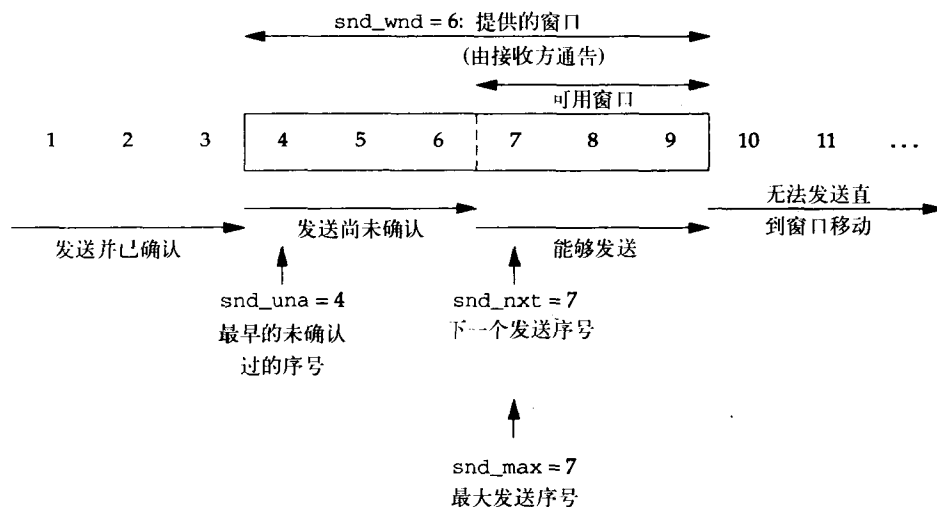 snd_wnd = 6: 提供的窗口
(由接收方通告)
可用窗口
1 2 3 4 5 6 7 8 9 10 11 ...
发送并已确认
发送尚未确认
能够发送
无法发送直
到窗口移动
snd_una = 4
最早的未确认
过的序号
snd_nxt = 7
下一个发送序号
snd_max = 7
最大发送序号